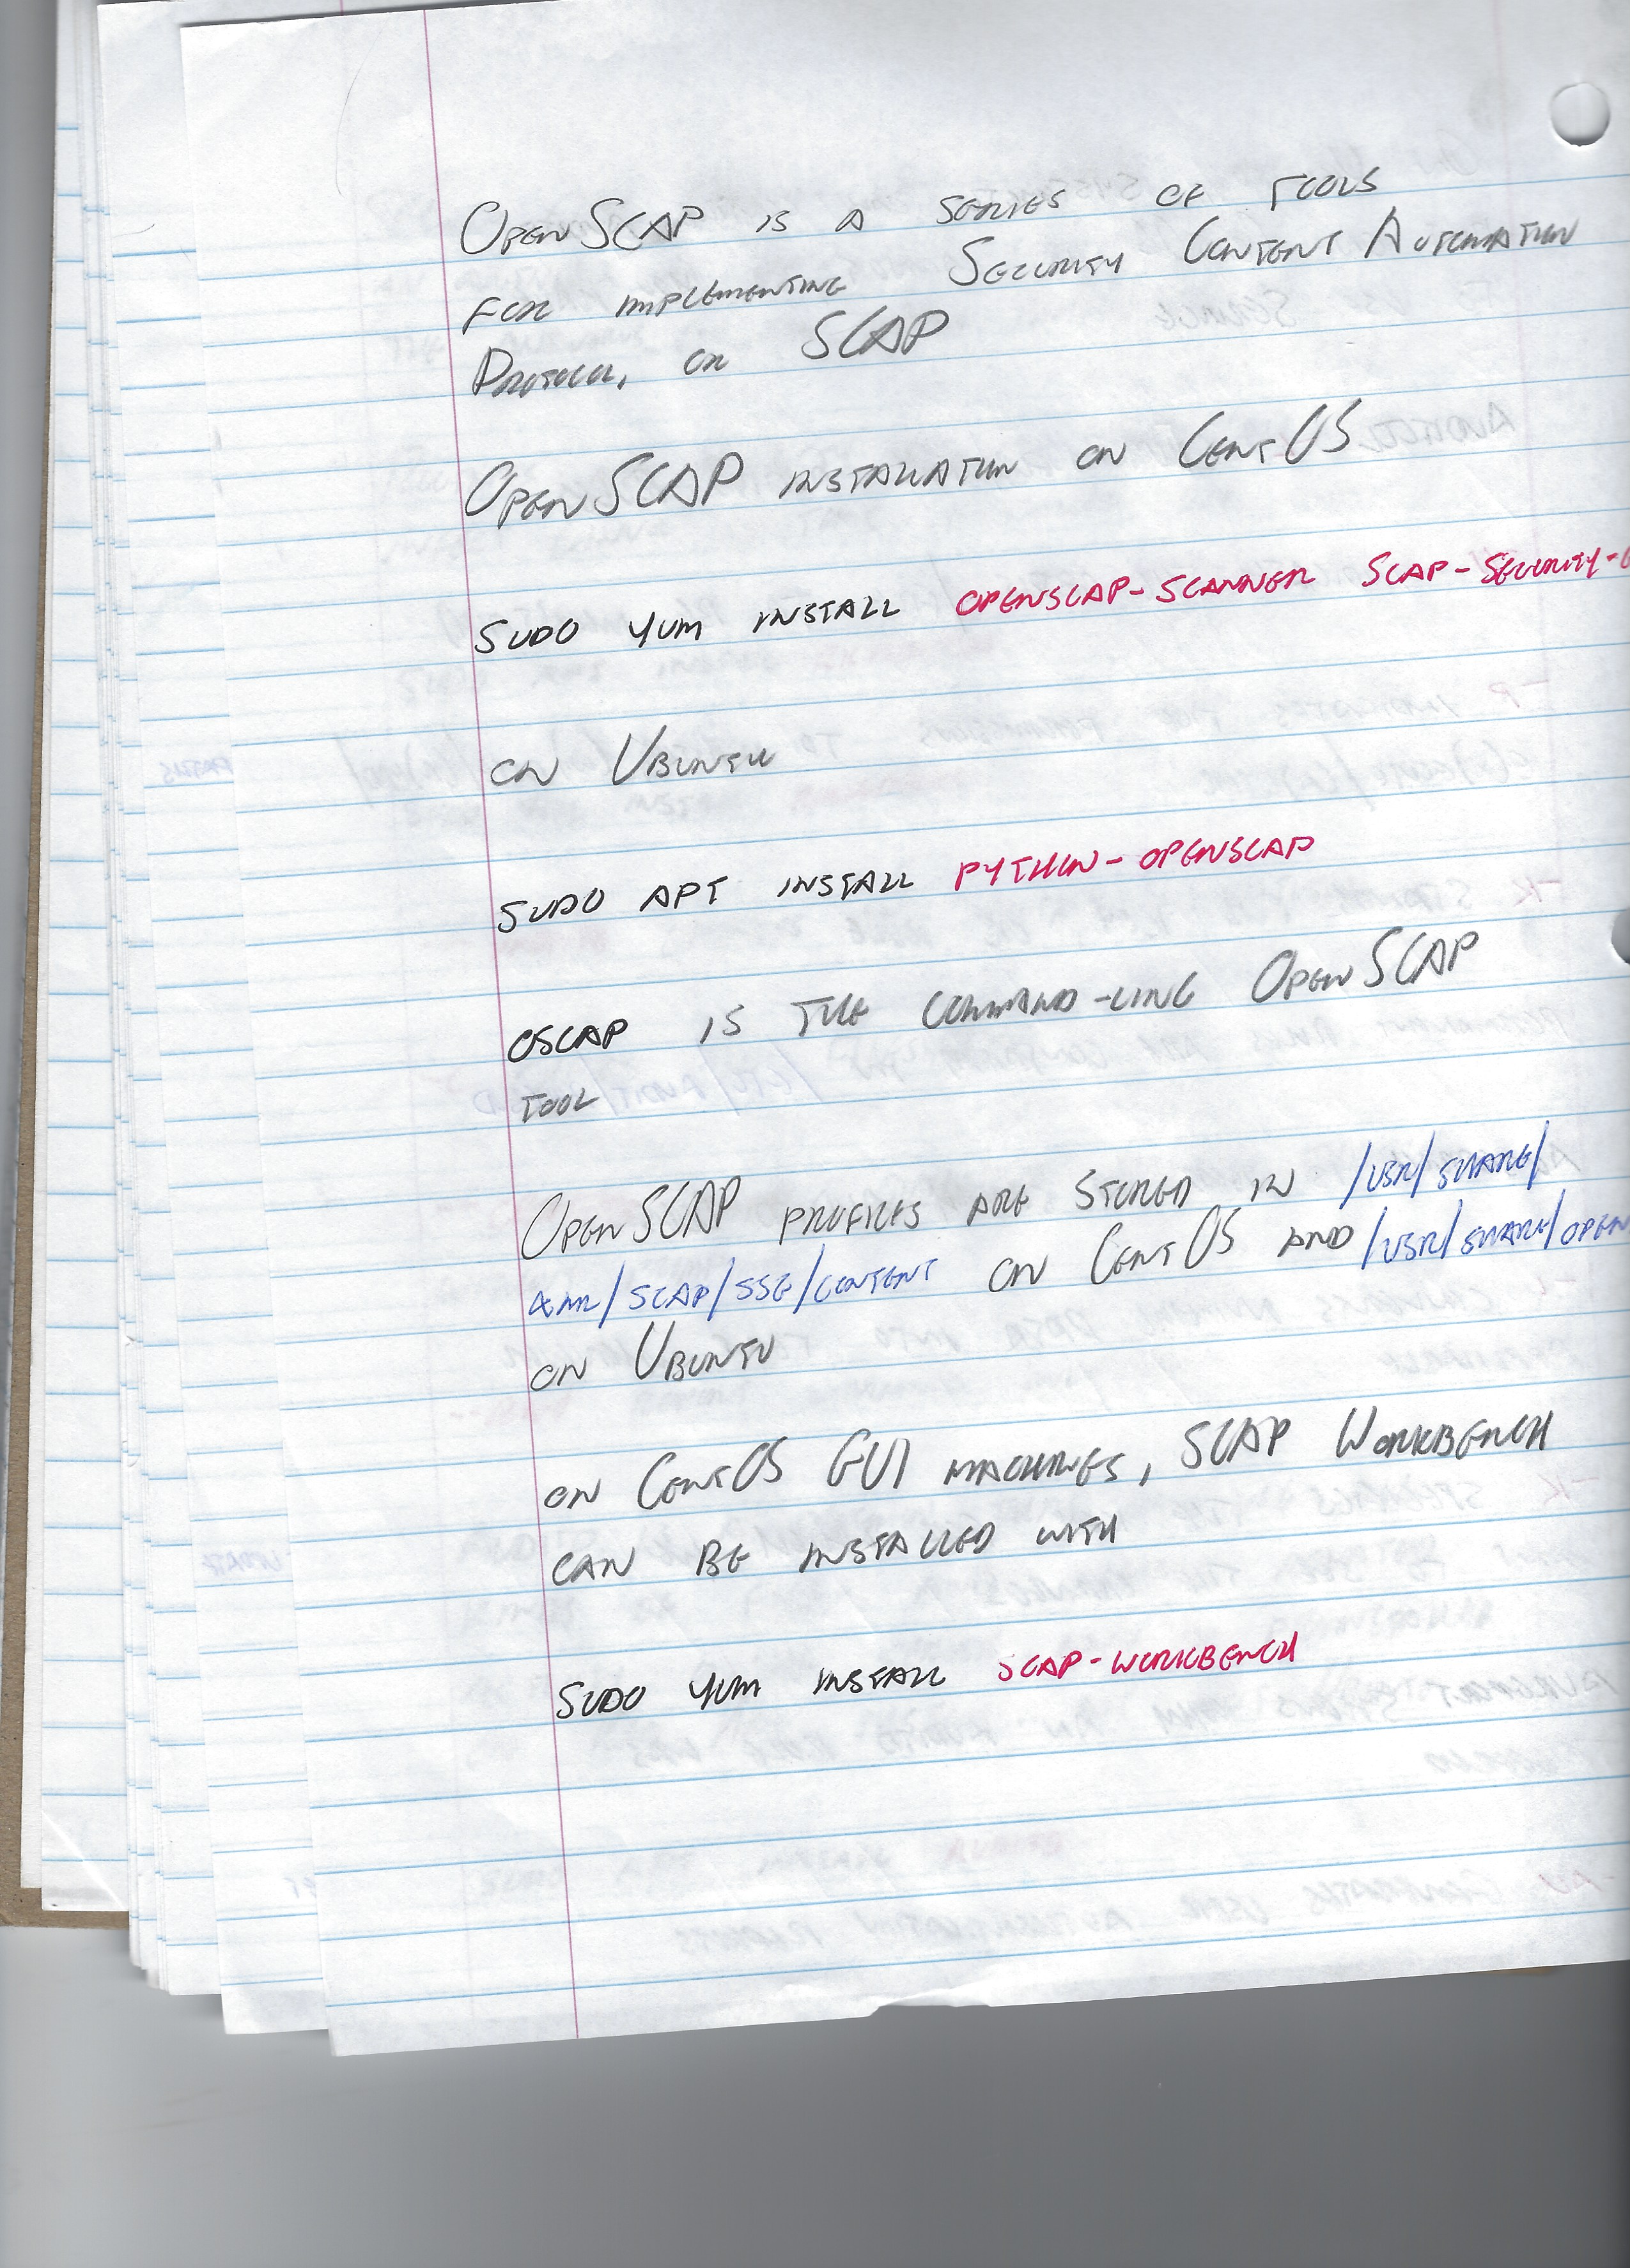 OpenSCAP is a series of tools
for implementing Security Content Automation
Protocol, or SCAP
OpenSCAP installation on CentOS
sudo yum install openscap-scanner scap-security-
on Ubuntu
sudo apt install python-openscap
oscap is the command-line OpenSCAP
tool
OpenSCAP profiles are stored in /usr/share/
xml/scap/ssg/content on CentOS and /usr/share/open
on Ubuntu
on CentOS GUI machines, SCAP Workbench
can be installed with
sudo yum install scap-workbench